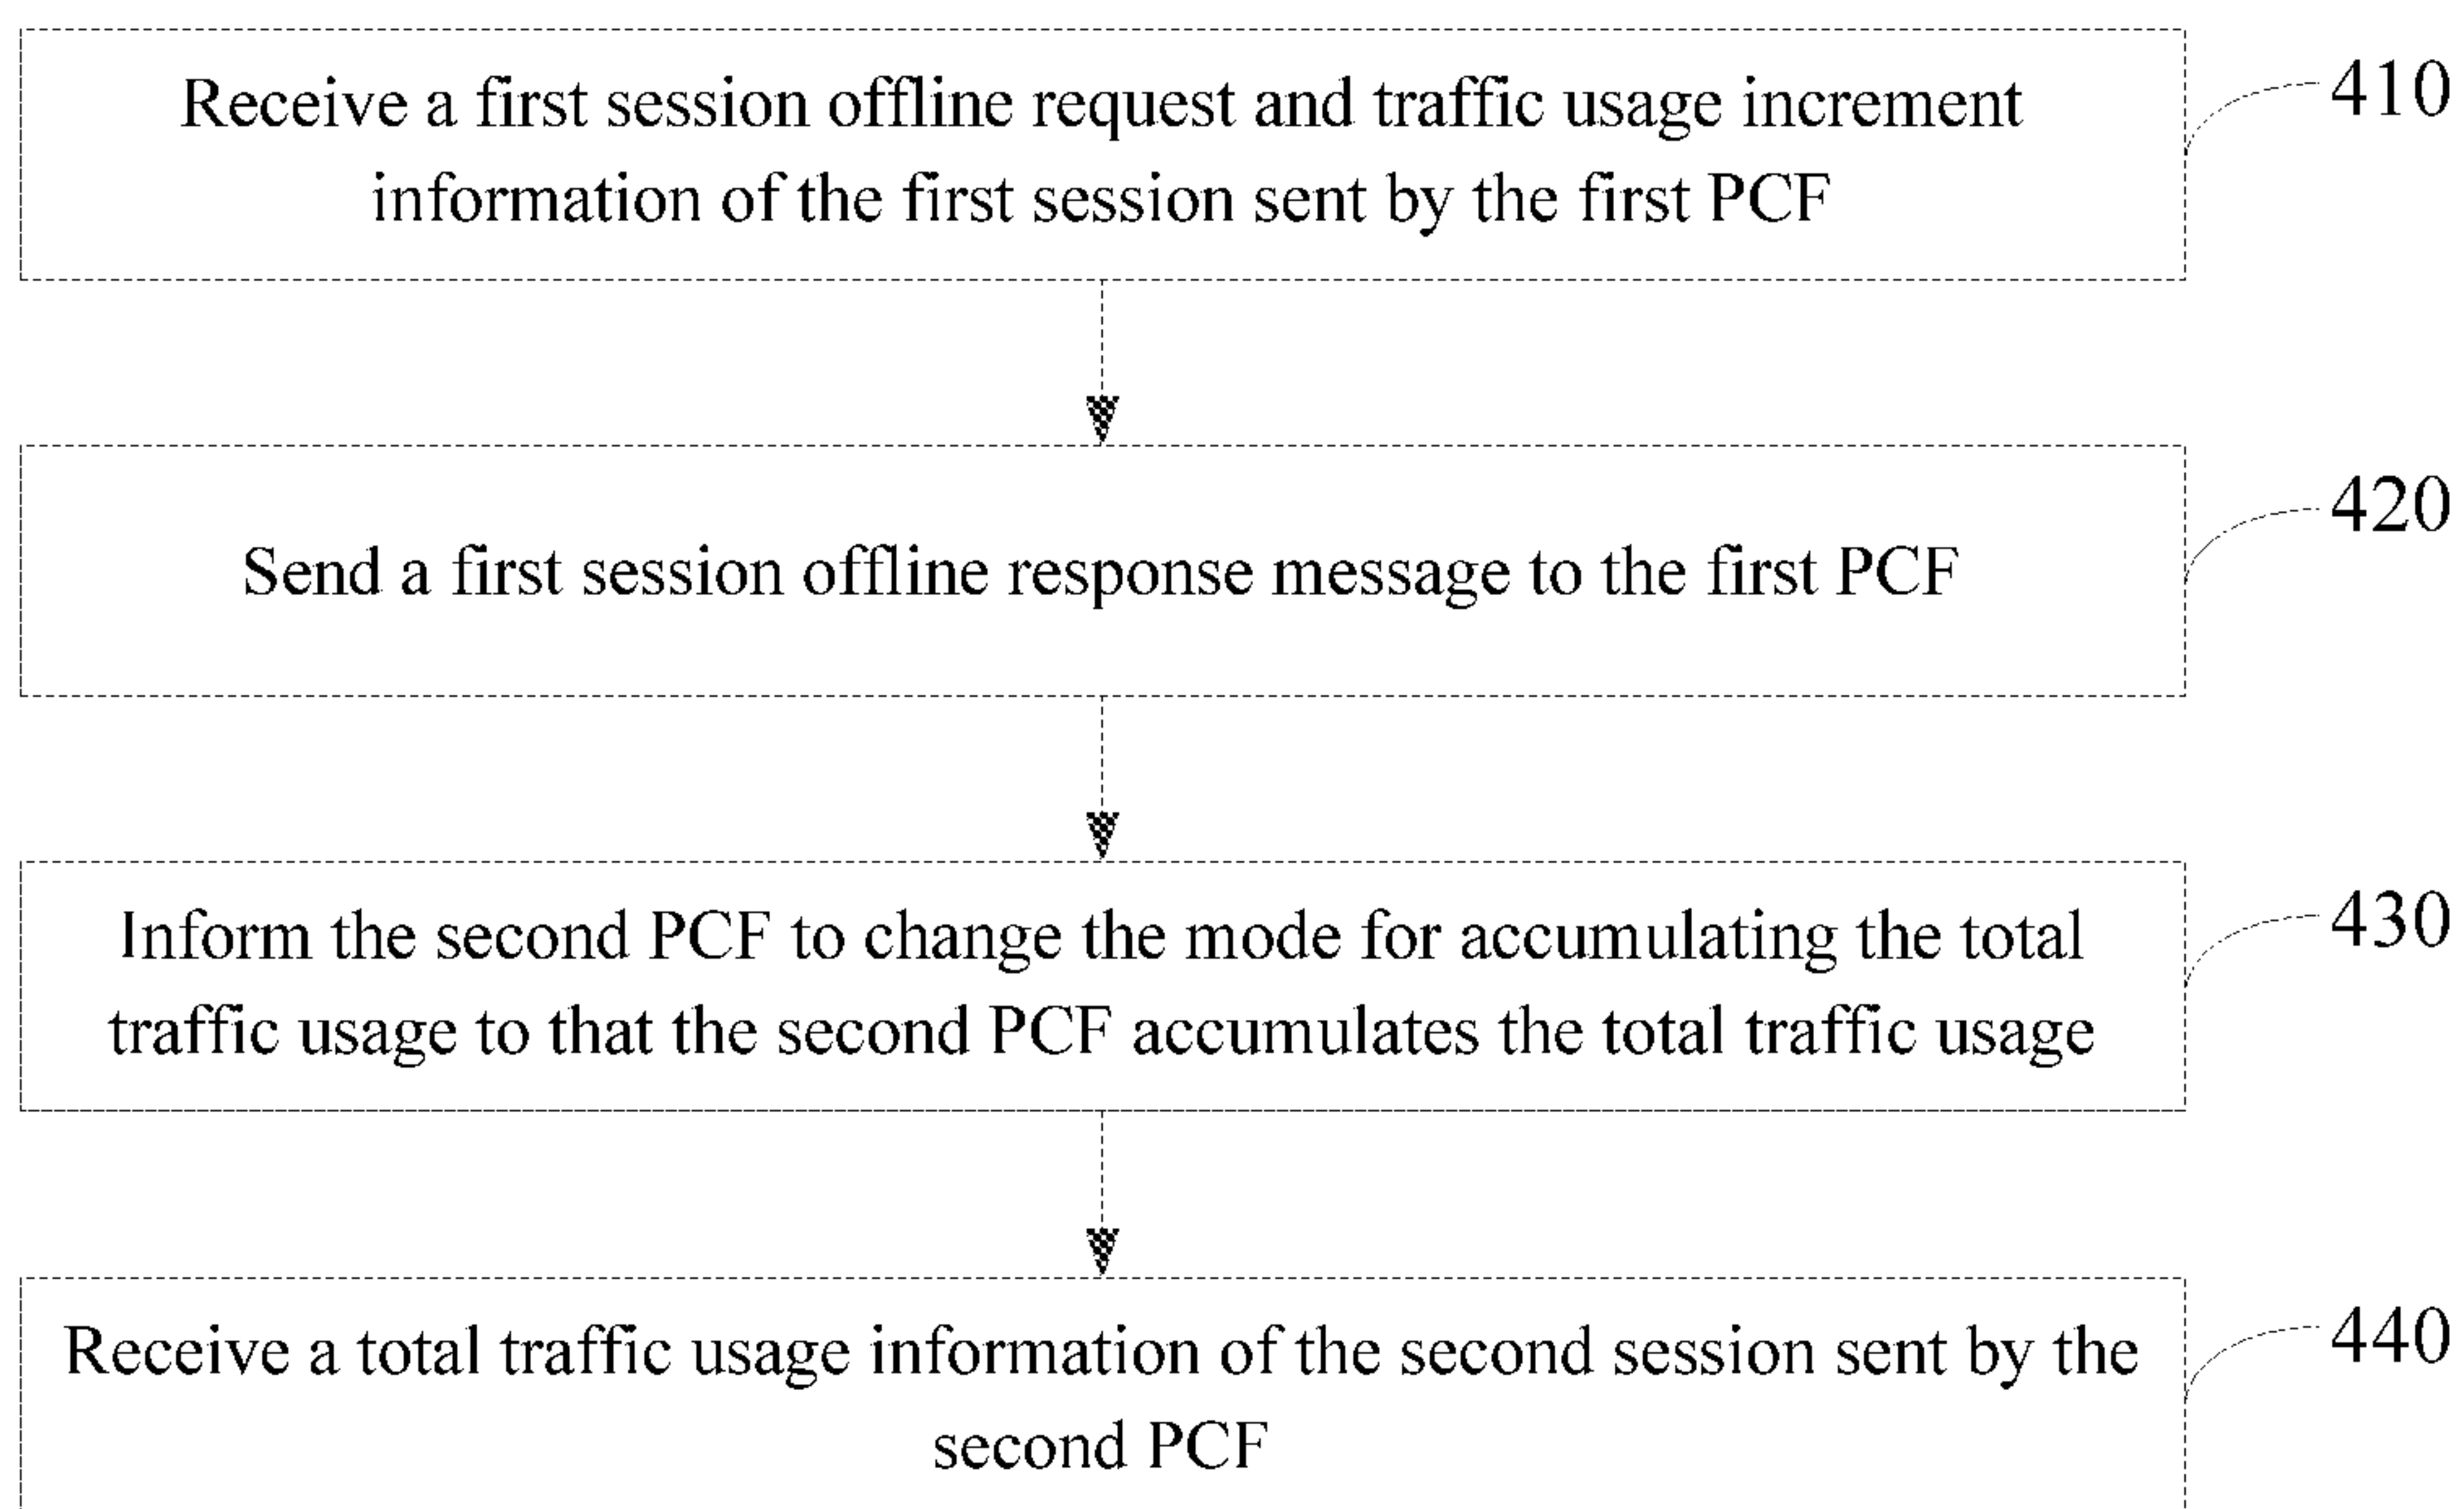 Receive a first session offline request and traffic usage increment
information of the first session sent by the first PCF
410
Send a first session offline response message to the first PCF
420
Inform the second PCF to change the mode for accumulating the total
traffic usage to that the second PCF accumulates the total traffic usage
430
Receive a total traffic usage information of the second session sent by the
second PCF
440